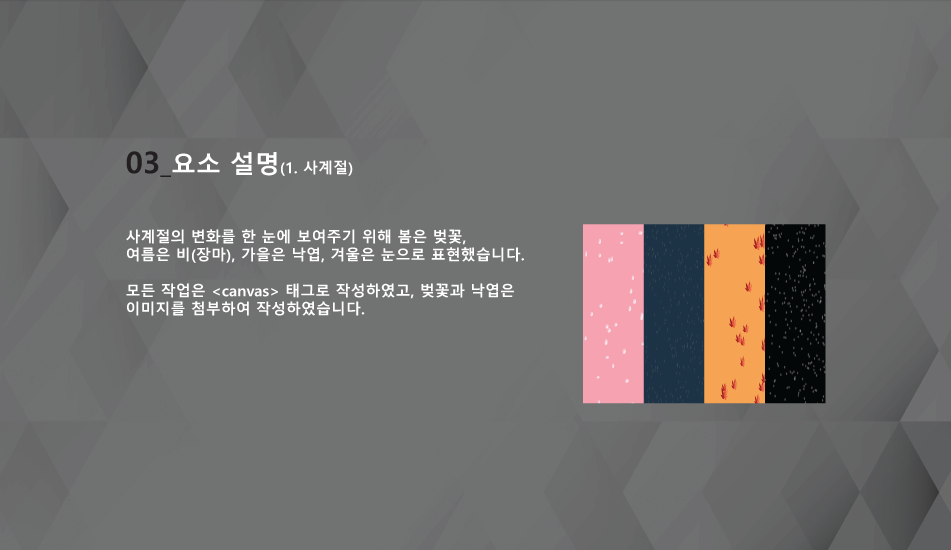 03_요소 설명(1. 사계절)
사계절의 변화를 한 눈에 보여주기 위해 봄은 벚꽃,
여름은 비(장마), 가을은 낙엽, 겨울은 눈으로 표현했습니다.
모든 작업은 <canvas> 태그로 작성하였고, 벚꽃과 낙엽은
이미지를 첨부하여 작성하였습니다.